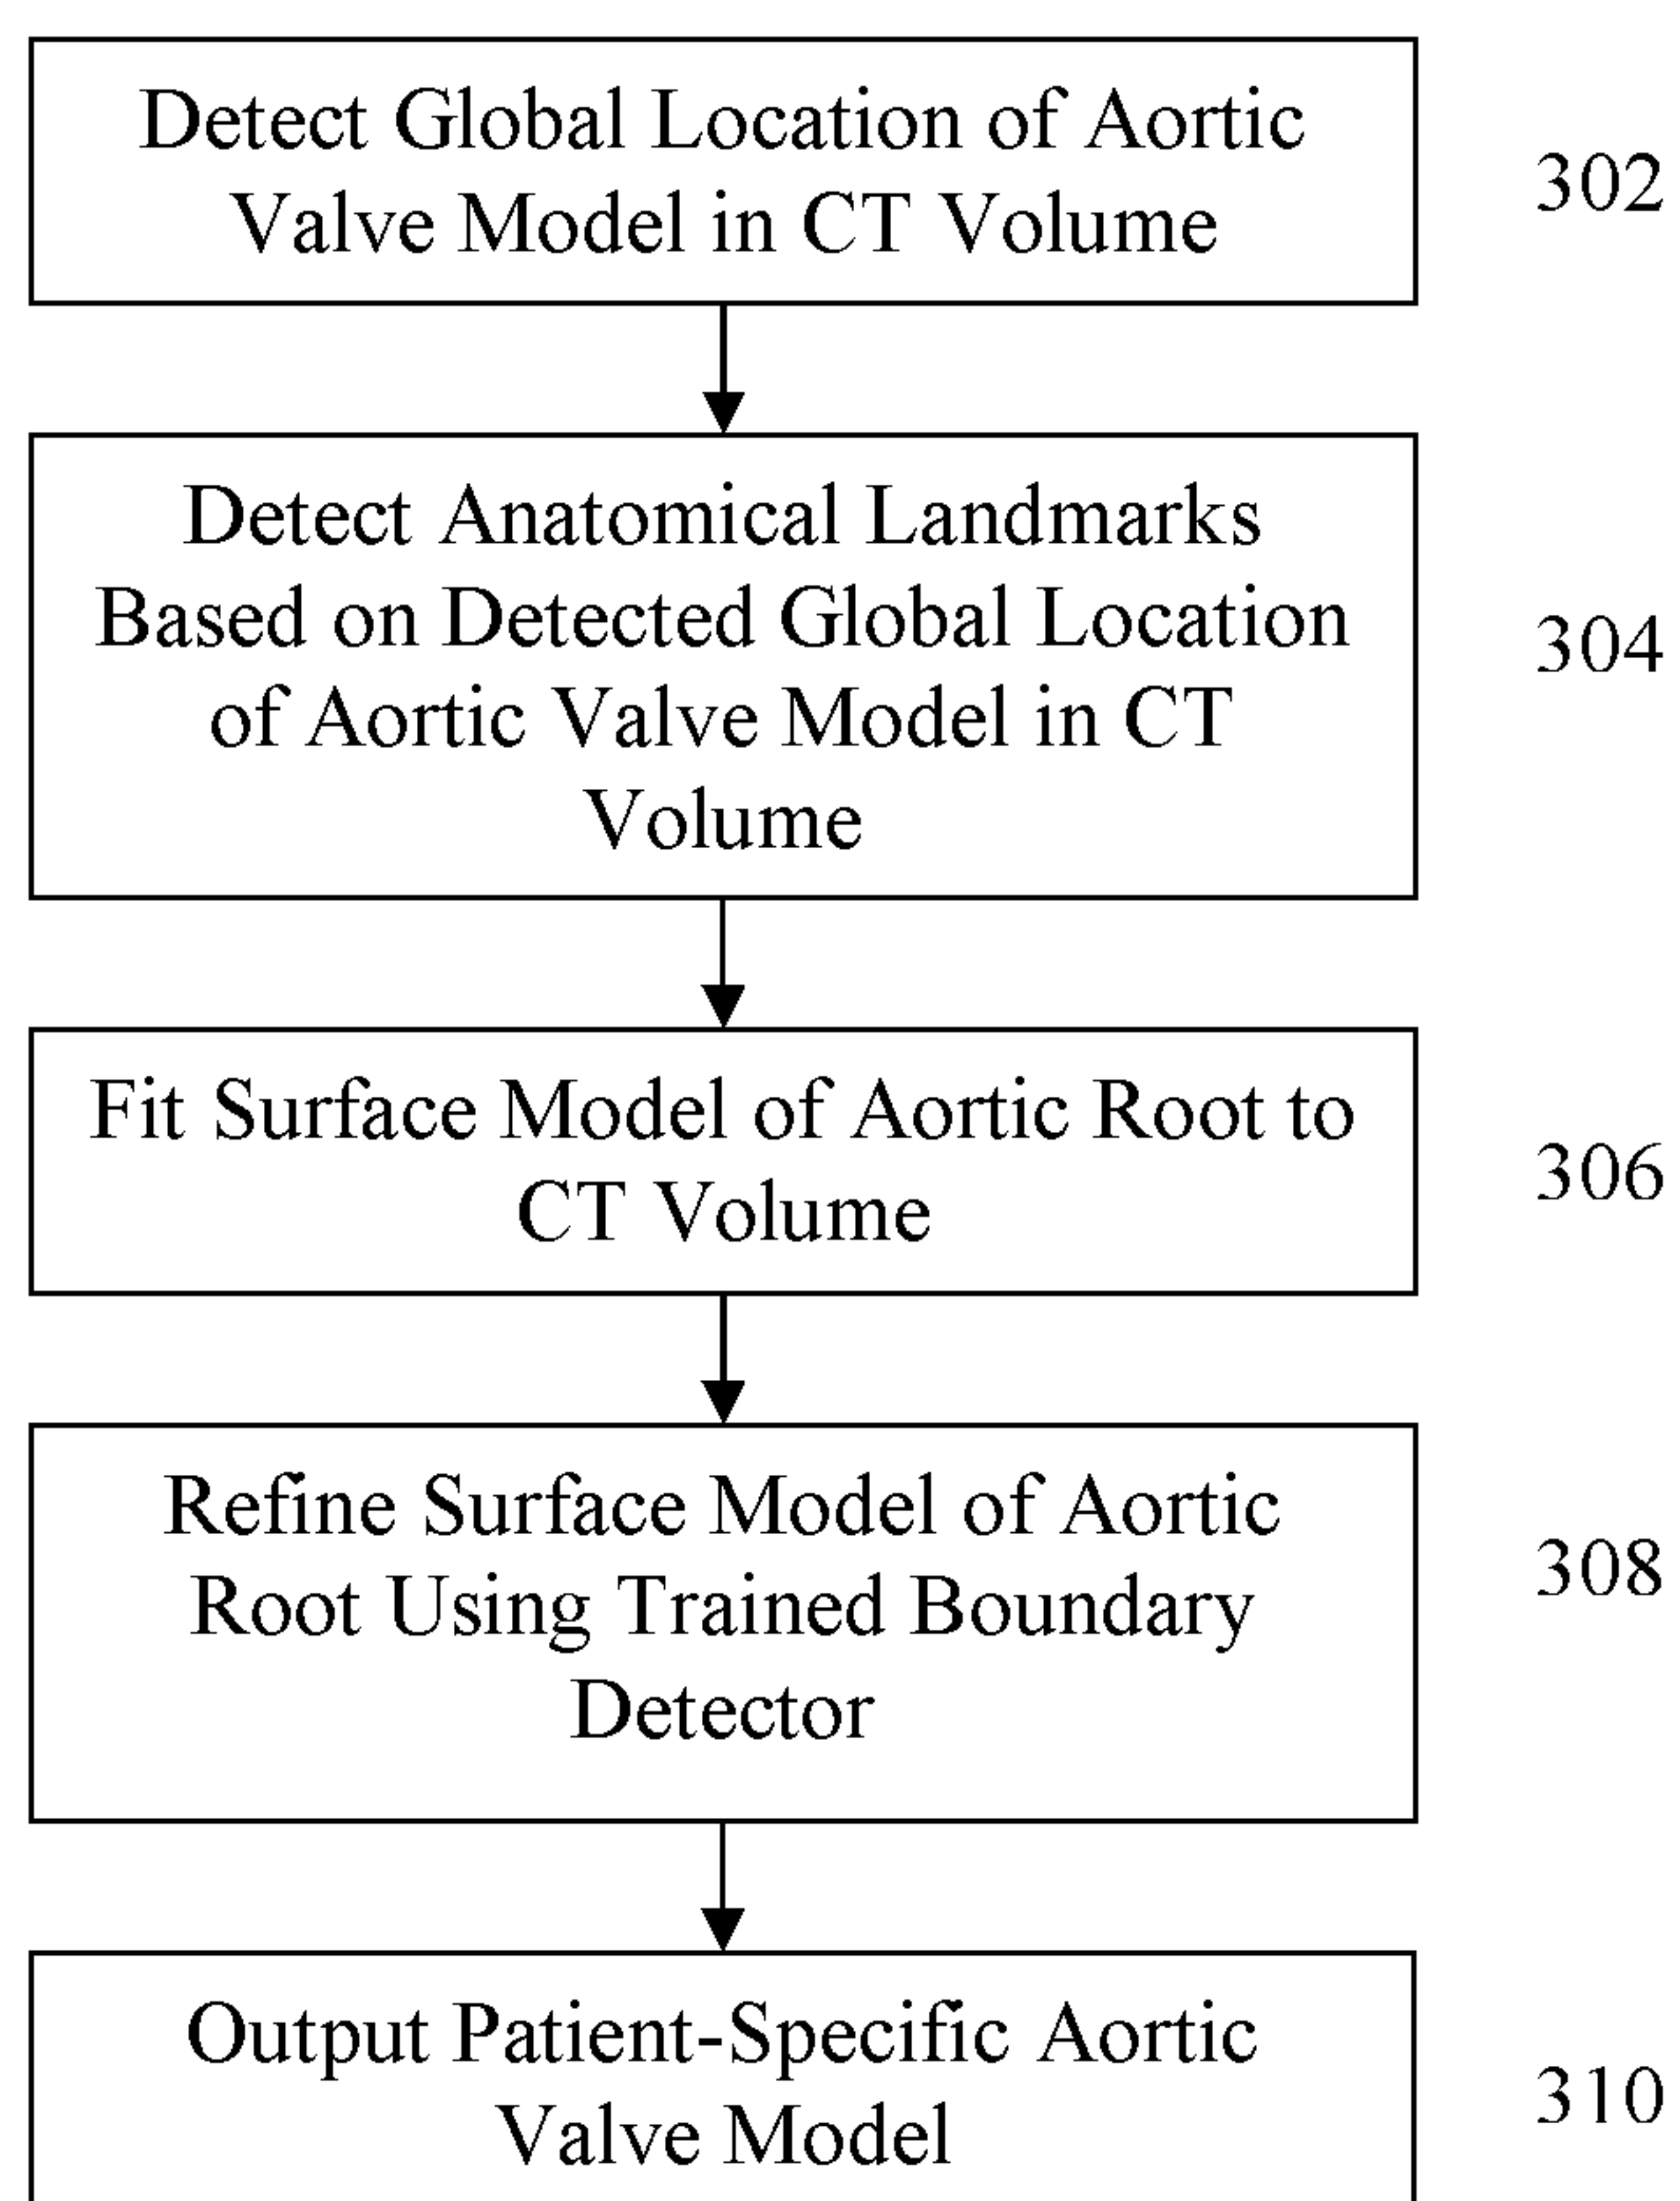 Detect Global Location of Aortic
Valve Model in CT Volume
302
Detect Anatomical Landmarks
Based on Detected Global Location
of Aortic Valve Model in CT
Volume
304
Fit Surface Model of Aortic Root to
CT Volume
306
Refine Surface Model of Aortic
Root Using Trained Boundary
Detector
308
Output Patient-Specific Aortic
Valve Model
310